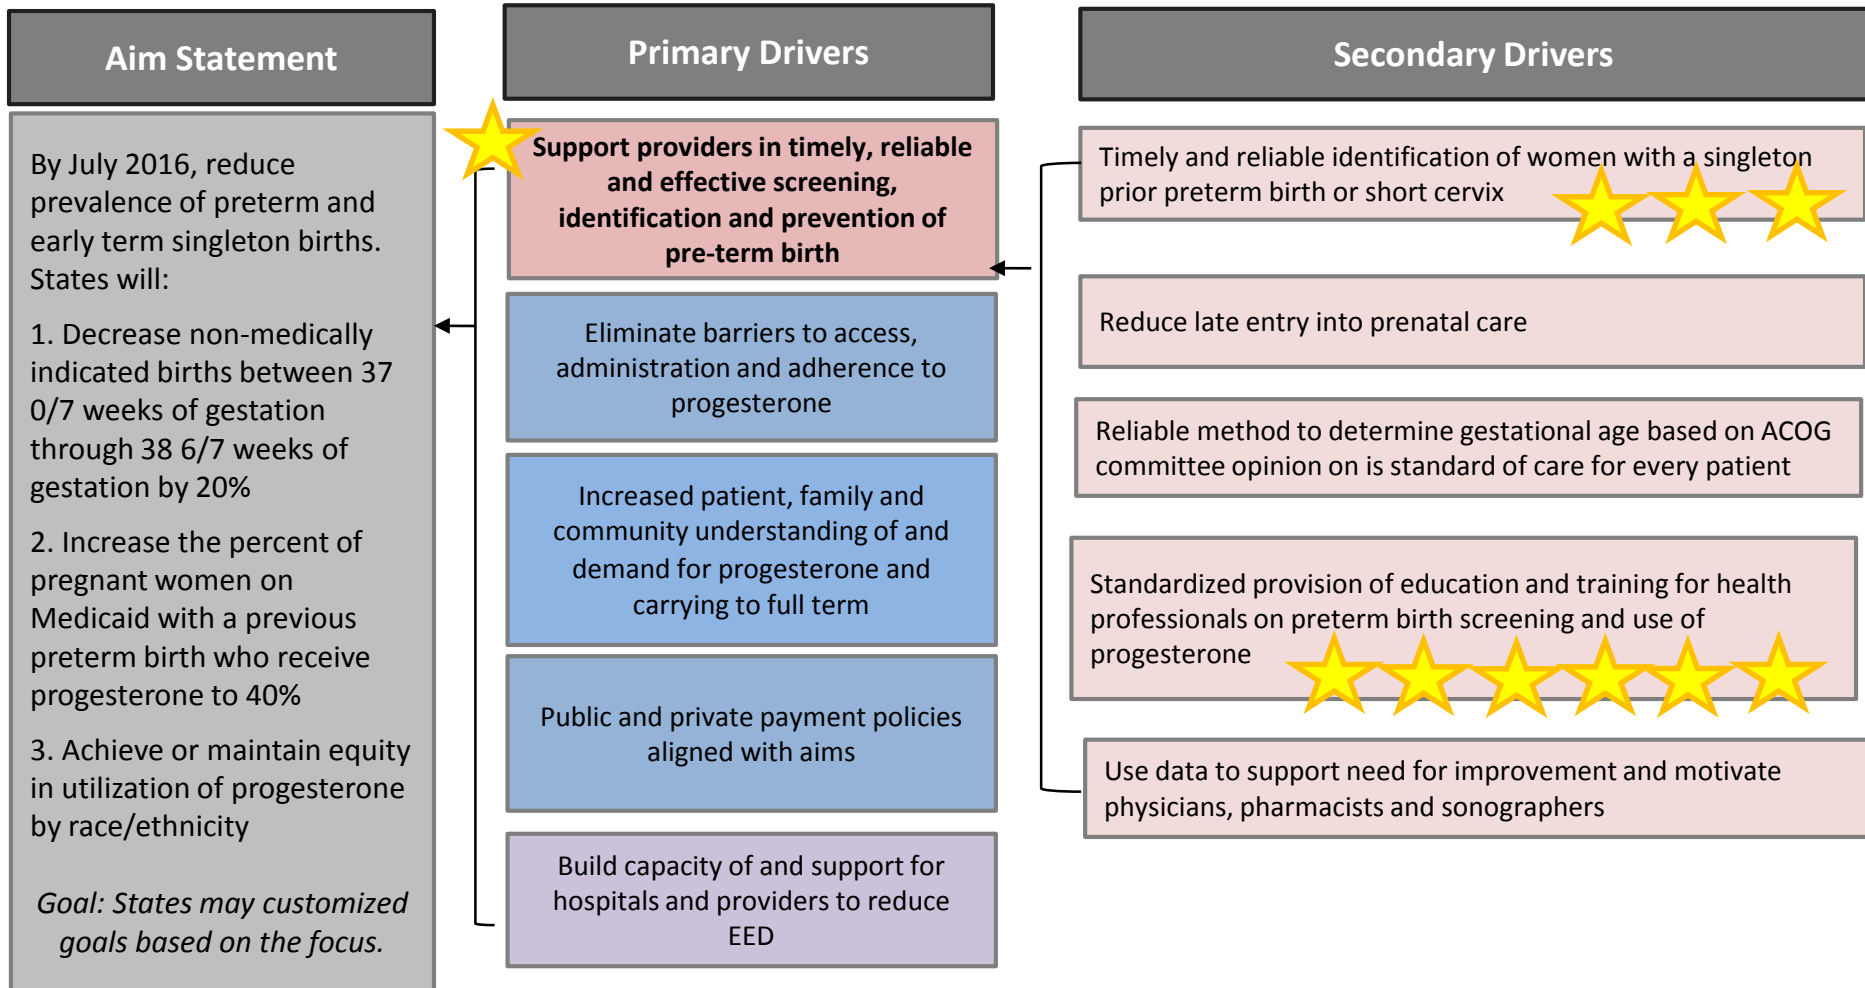 Aim Statement
By July 2016, reduce
prevalence of preterm and
early term singleton births.
States will:
1. Decrease non-medically
indicated births between 37
0/7 weeks of gestation
through 38 6/7 weeks of
gestation by 20%
2. Increase the percent of
pregnant women on
Medicaid with a previous
preterm birth who receive
progesterone to 40%
3. Achieve or maintain equity
in utilization of progesterone
by race/ethnicity
Goal: States may customized
goals based on the focus.
Primary Drivers
Support providers in timely, reliable
and effective screening,
identification and prevention of
pre-term birth
Eliminate barriers to access,
administration and adherence to
progesterone
Increased patient, family and
community understanding of and
demand for progesterone and
carrying to full term
Public and private payment policies
aligned with aims
Build capacity of and support for
hospitals and providers to reduce
EED
Secondary Drivers
Timely and reliable identification of women with a singleton
prior preterm birth or short cervix
Reduce late entry into prenatal care
Reliable method to determine gestational age based on ACOG
committee opinion on is standard of care for every patient
Standardized provision of education and training for health
professionals on preterm birth screening and use of
progesterone
Use data to support need for improvement and motivate
physicians, pharmacists and sonographers